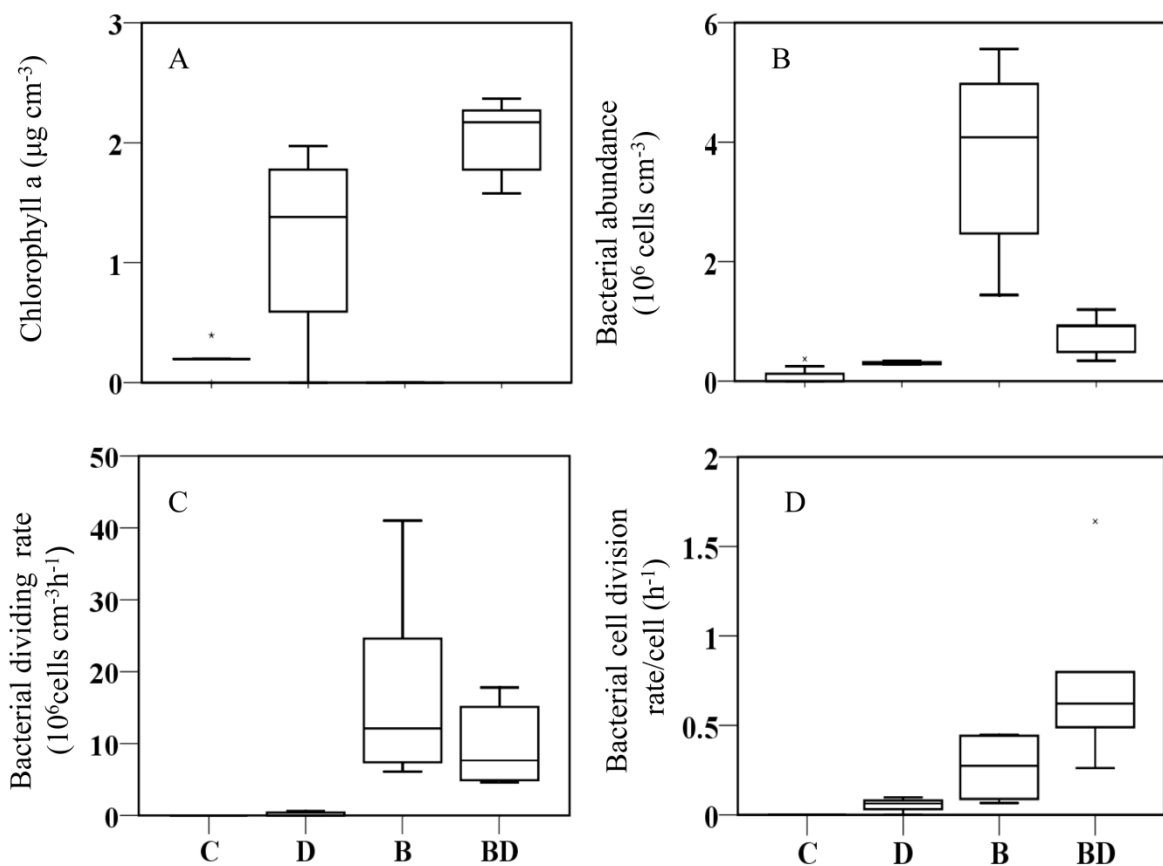 A
Chlorophyll a (µg cm⁻³)
3
2
1
0
*
B
Bacterial abundance
(10⁶ cells cm⁻³)
6
4
2
0
×
C
Bacterial dividing rate
(10⁶cells cm⁻³h⁻¹)
50
40
30
20
10
0
C D B BD
D
Bacterial cell division
rate/cell (h⁻¹)
2
1.5
1
0.5
0
×
C D B BD